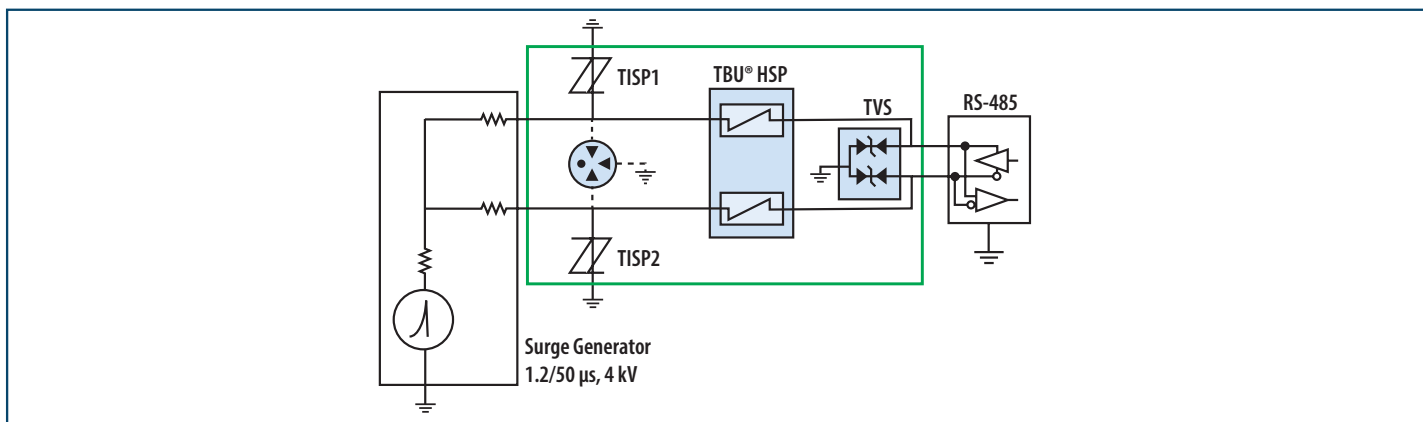 TISP1
TBU® HSP
TVS
RS-485
TISP2
Surge Generator
1.2/50 µs, 4 kV